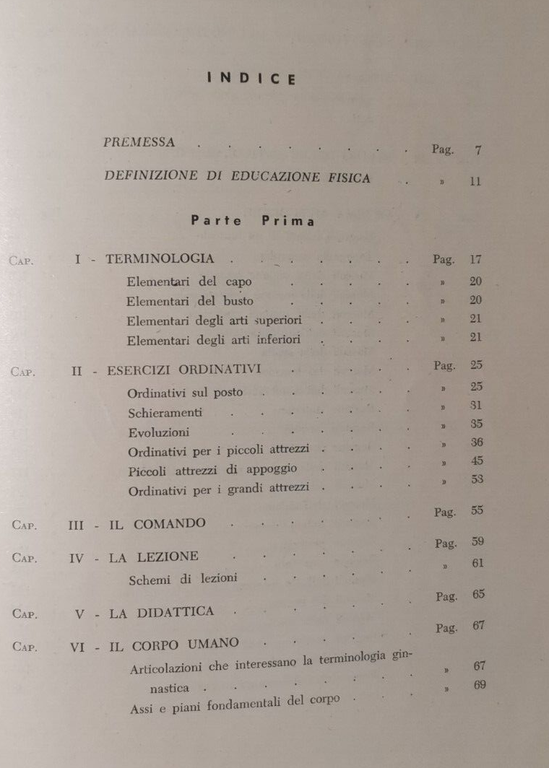 INDICE
PREMESSA . . . . . . . Pag. 7
DEFINIZIONE DI EDUCAZIONE FISICA . » 11
Parte Prima
CAP. I - TERMINOLOGIA . . . . . . . Pag. 17
Elementari del capo . . . . . » 20
Elementari del busto . . . . . » 20
Elementari degli arti superiori . . . . » 21
Elementari degli arti inferiori . . . . » 21
CAP. II - ESERCIZI ORDINATIVI . . . . . Pag. 25
Ordinativi sul posto . . . . . . » 25
Schieramenti . . . . . . . » 31
Evoluzioni . . . . . . . » 35
Ordinativi per i piccoli attrezzi . . . . » 36
Piccoli attrezzi di appoggio . . . . » 45
Ordinativi per i grandi attrezzi . . . . » 53
CAP. III - IL COMANDO . . . . . . . Pag. 55
CAP. IV - LA LEZIONE . . . . . . . Pag. 59
Schemi di lezioni . . . . . . » 61
CAP. V - LA DIDATTICA . . . . . . . Pag. 65
CAP. VI - IL CORPO UMANO . . . . . . Pag. 67
Articolazioni che interessano la terminologia gin-
nastica . . . . . . . . » 67
Assi e piani fondamentali del corpo . . . » 69